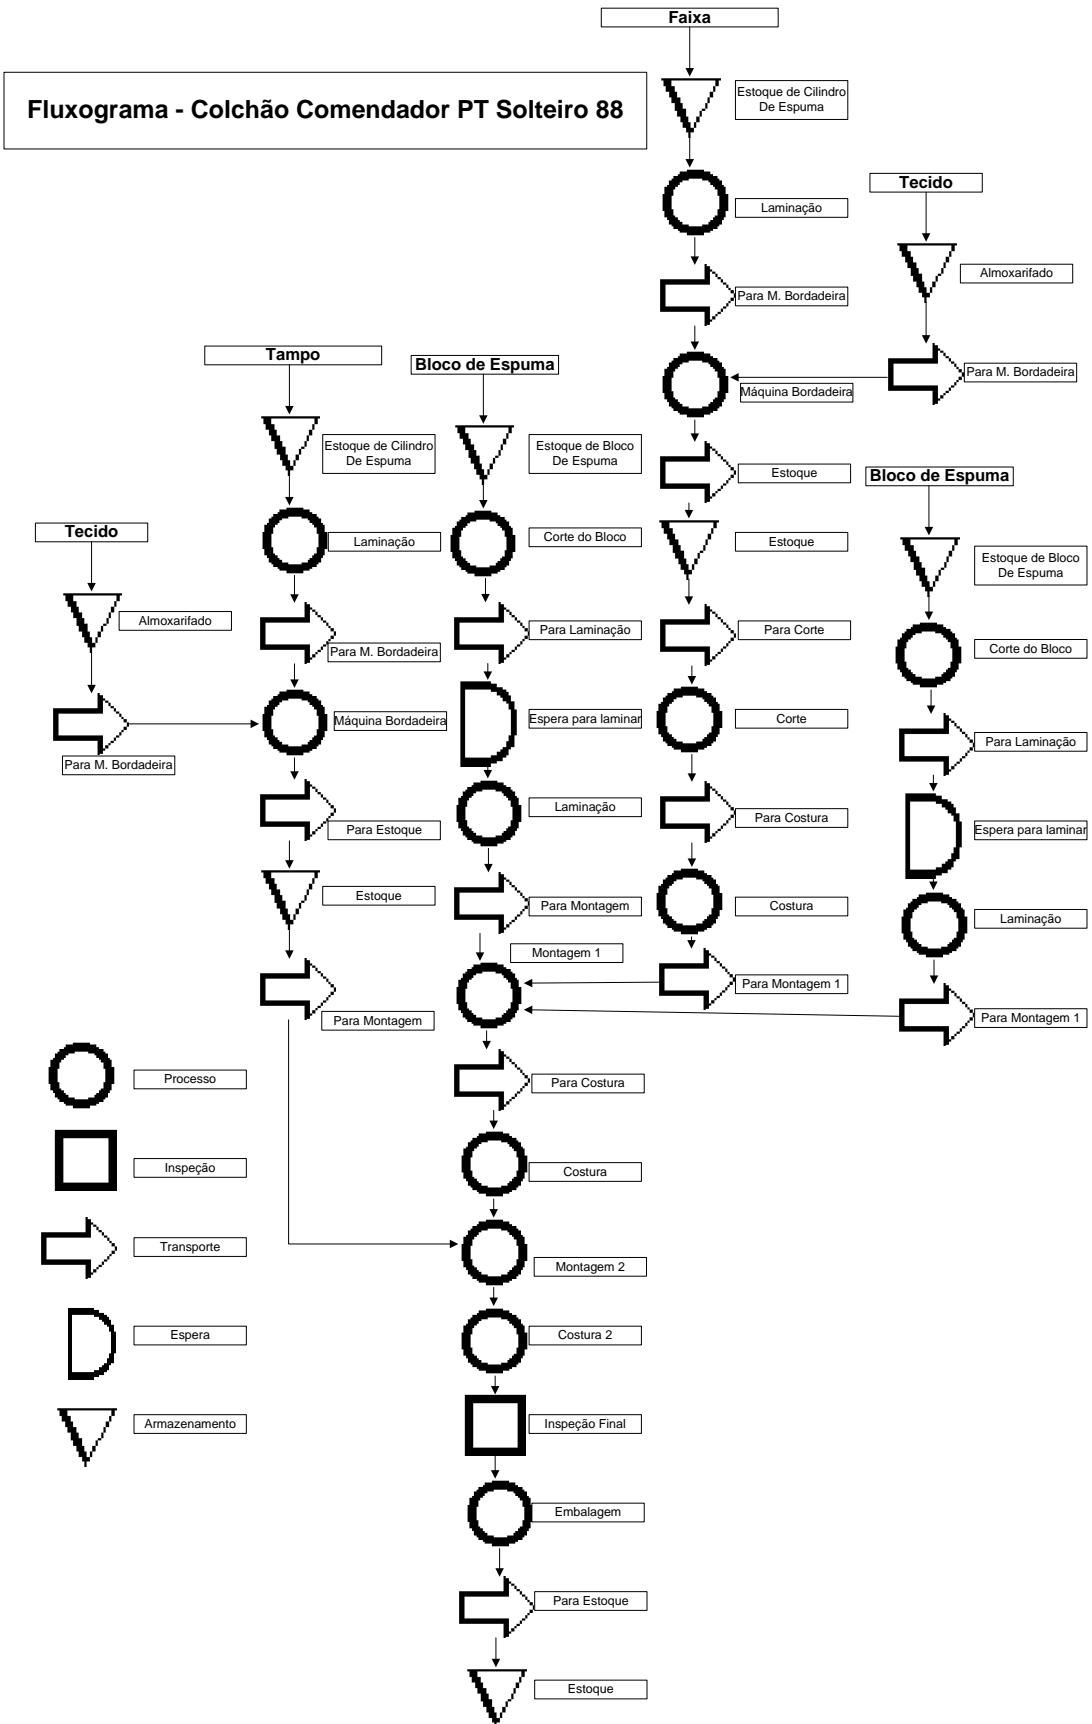 Faixa
Fluxograma - Colchão Comendador PT Solteiro 88
Estoque de Cilindro
De Espuma
Laminação
Tecido
Almoxarifado
Para M. Bordadeira
Para M. Bordadeira
Máquina Bordadeira
Estoque
Estoque
Para Corte
Corte
Para Costura
Costura
Para Montagem 1
Bloco de Espuma
Estoque de Bloco
De Espuma
Corte do Bloco
Para Laminação
Espera para laminar
Laminação
Para Montagem 1
Tampo
Estoque de Cilindro
De Espuma
Laminação
Para M. Bordadeira
Tecido
Almoxarifado
Para M. Bordadeira
Máquina Bordadeira
Para Estoque
Estoque
Para Montagem
Bloco de Espuma
Estoque de Bloco
De Espuma
Corte do Bloco
Para Laminação
Espera para laminar
Laminação
Para Montagem
Montagem 1
Para Costura
Costura
Montagem 2
Costura 2
Inspeção Final
Embalagem
Para Estoque
Estoque
Processo
Inspeção
Transporte
Espera
Armazenamento